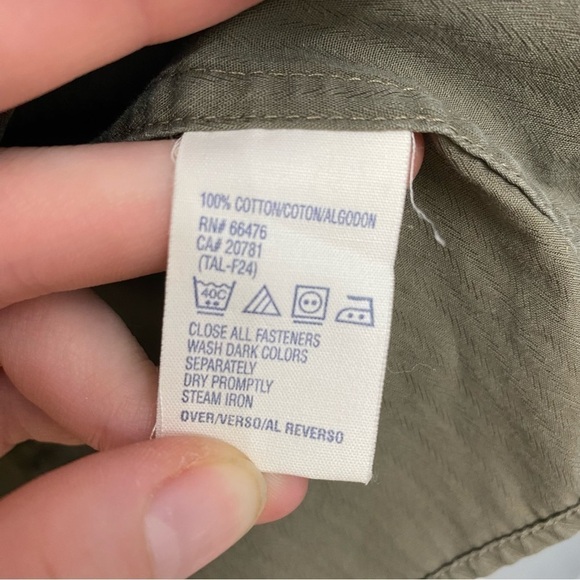 100% COTTON/COTON/ALGODON
RN# 66476
CA# 20781
(TAL-F24)
40C
CLOSE ALL FASTENERS
WASH DARK COLORS
SEPARATELY
DRY PROMPTLY
STEAM IRON
OVER/VERSO/AL REVERSO